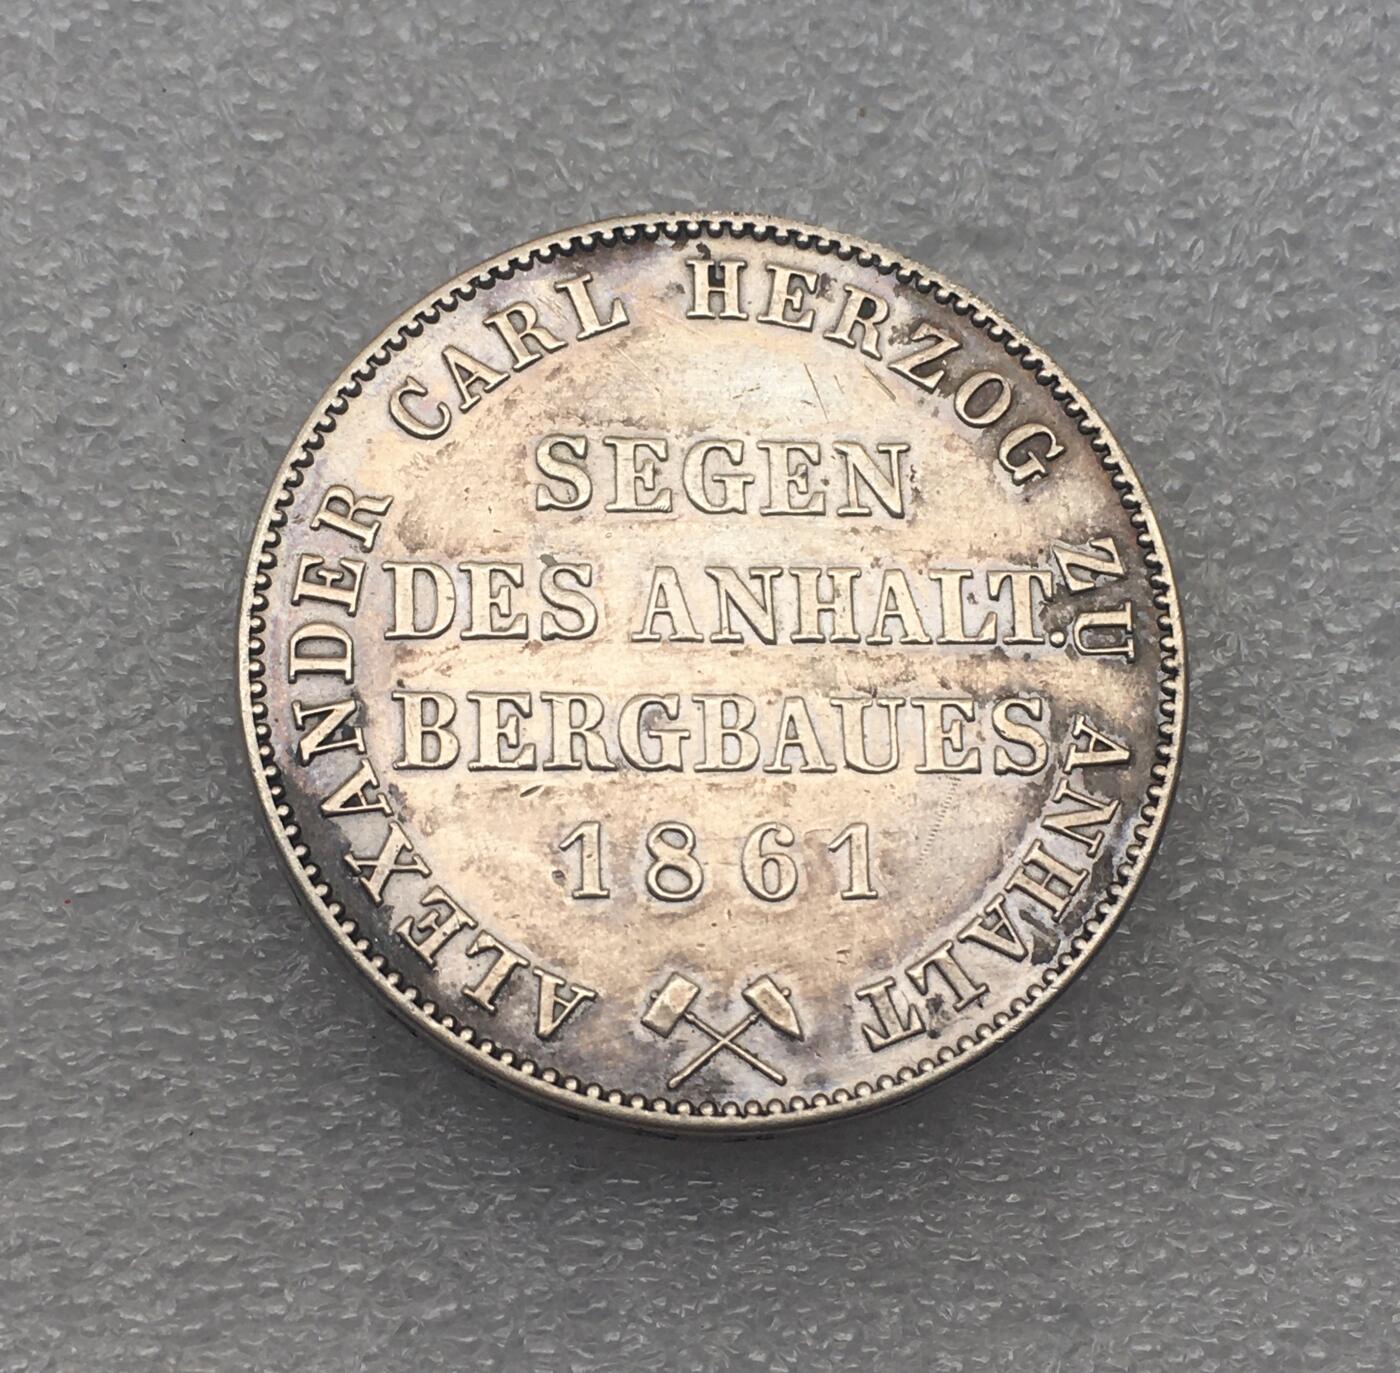 ALEXANDER CARL HERZOG ZU ANHALT
SEGEN
DES ANHALT.
BERGBAUES
1861